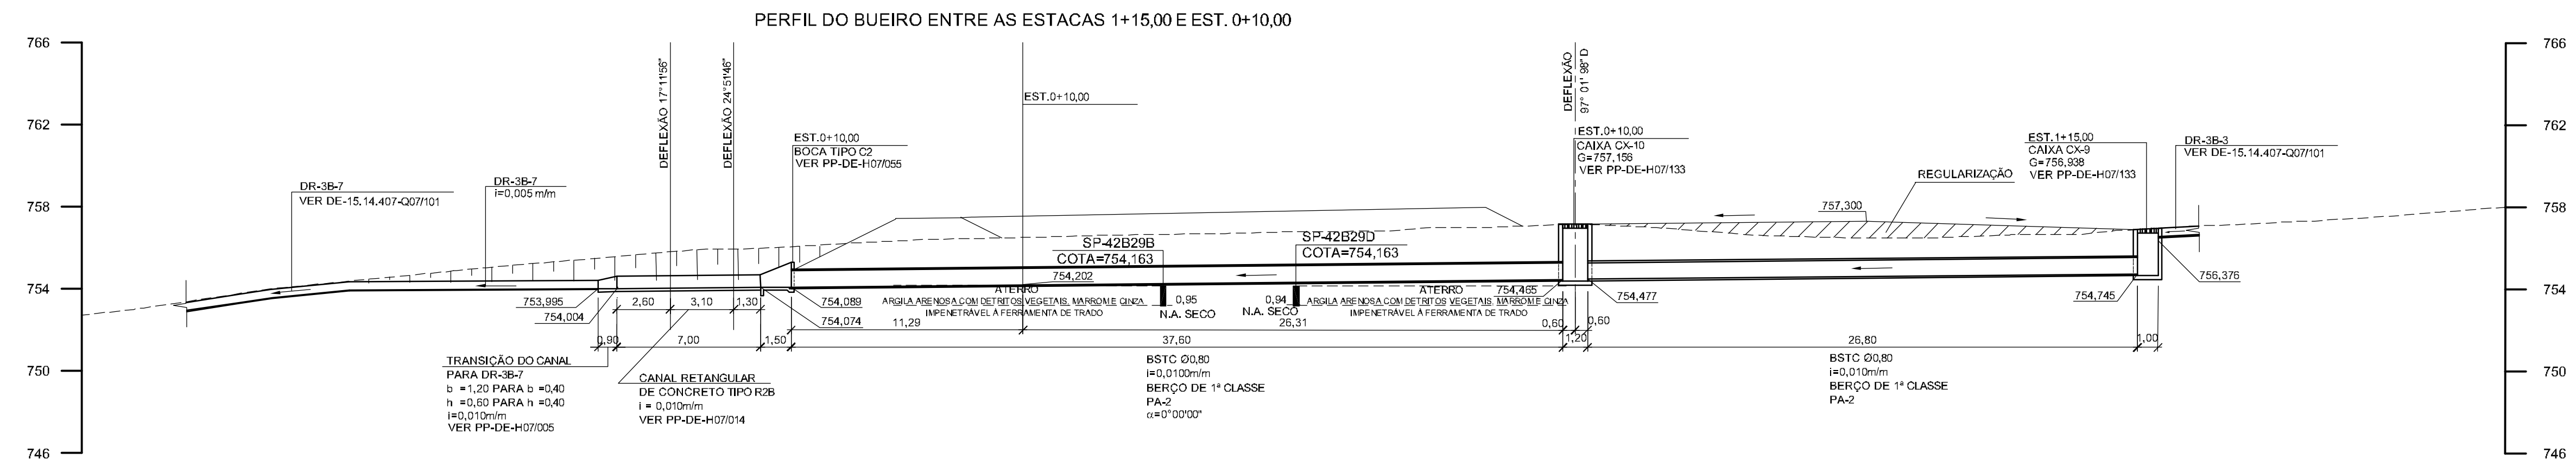 PERFIL DO BUEIRO ENTRE AS ESTACAS 1+15,00 E EST. 0+10,00
766
762
758
754
750
746
DR-3B-7
VER DE-15.14.407-Q07/101
DR-3B-7
i=0,005 m/m
DEFLEXÃO 17°11'56"
DEFLEXÃO 24°51'46"
EST.0+10,00
BOCA TIPO C2
VER PP-DE-H07/055
EST.0+10,00
SP-42B29B
COTA=754,163
SP-42B29D
COTA=754,163
DEFLEXÃO
97° 01' 98" D
EST.0+10,00
CAIXA CX-10
G=757,156
VER PP-DE-H07/133
REGULARIZAÇÃO
757,300
EST.1+15,00
CAIXA CX-9
G=756,938
VER PP-DE-H07/133
DR-3B-3
VER DE-15.14.407-Q07/101
766
762
758
754
750
746
756,376
753,995
754,004
2,60
3,10
1,30
754,089
754,074
754,202
ATERRO
ARGILA ARENOSA COM DETRITOS VEGETAIS, MARROM E CINZA
IMPENETRÁVEL À FERRAMENTA DE TRADO
0,95
N.A. SECO
0,94
N.A. SECO
ATERRO
ARGILA ARENOSA COM DETRITOS VEGETAIS, MARROM E CINZA
IMPENETRÁVEL À FERRAMENTA DE TRADO
754,465
754,477
754,745
11,29
26,31
0,60
0,60
0,90
7,00
1,50
37,60
1,20
26,80
1,00
TRANSIÇÃO DO CANAL
PARA DR-3B-7
b =1,20 PARA b =0,40
h =0,60 PARA h =0,40
i=0,010m/m
VER PP-DE-H07/005
CANAL RETANGULAR
DE CONCRETO TIPO R2B
i = 0,010m/m
VER PP-DE-H07/014
BSTC Ø0,80
i=0,0100m/m
BERÇO DE 1ª CLASSE
PA-2
α=0°00'00"
BSTC Ø0,80
i=0,010m/m
BERÇO DE 1ª CLASSE
PA-2